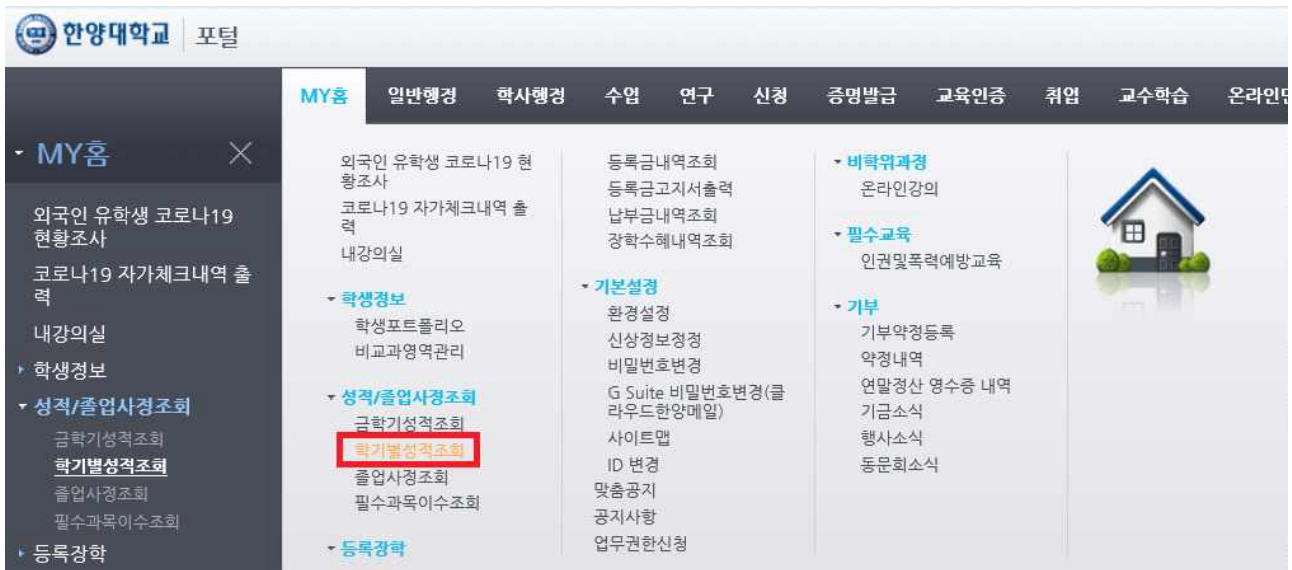 한양대학교 포털
MY홈 일반행정 학사행정 수업 연구 신청 증명발급 교육인증 취업 교수학습
MY홈
외국인 유학생 코로나19
현황조사
코로나19 자가체크내역 출
력
내강의실
학생정보
성적/졸업사정조회
금학기성적조회
학기별성적조회
졸업사정조회
필수과목이수조회
등록장학
외국인 유학생 코로나19 현
황조사
코로나19 자가체크내역 출
력
내강의실
학생정보
학생포트폴리오
비교과영역관리
성적/졸업사정조회
금학기성적조회
학기별성적조회
졸업사정조회
필수과목이수조회
등록장학
등록금내역조회
등록금고지서출력
납부금내역조회
장학수혜내역조회
기본설정
환경설정
신상정보정정
비밀번호변경
G Suite 비밀번호변경(클
라우드한양메일)
사이트맵
ID 변경
맞춤공지
공지사항
업무권한신청
비학위과정
온라인강의
필수교육
인권및폭력예방교육
기부
기부약정등록
약정내역
연말정산 영수증 내역
기금소식
행사소식
동문회소식